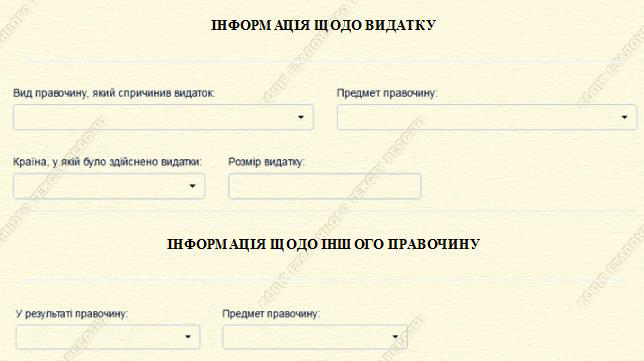 ІНФОРМАЦІЯ ЩОДО ВИДАТКУ
Вид правочину, який спричинив видаток: Предмет правочину:
Країна, у якій було здійснено видатки: Розмір видатку:
ІНФОРМАЦІЯ ЩОДО ІНШОГО ПРАВОЧИНУ
У результаті правочину: Предмет правочину: